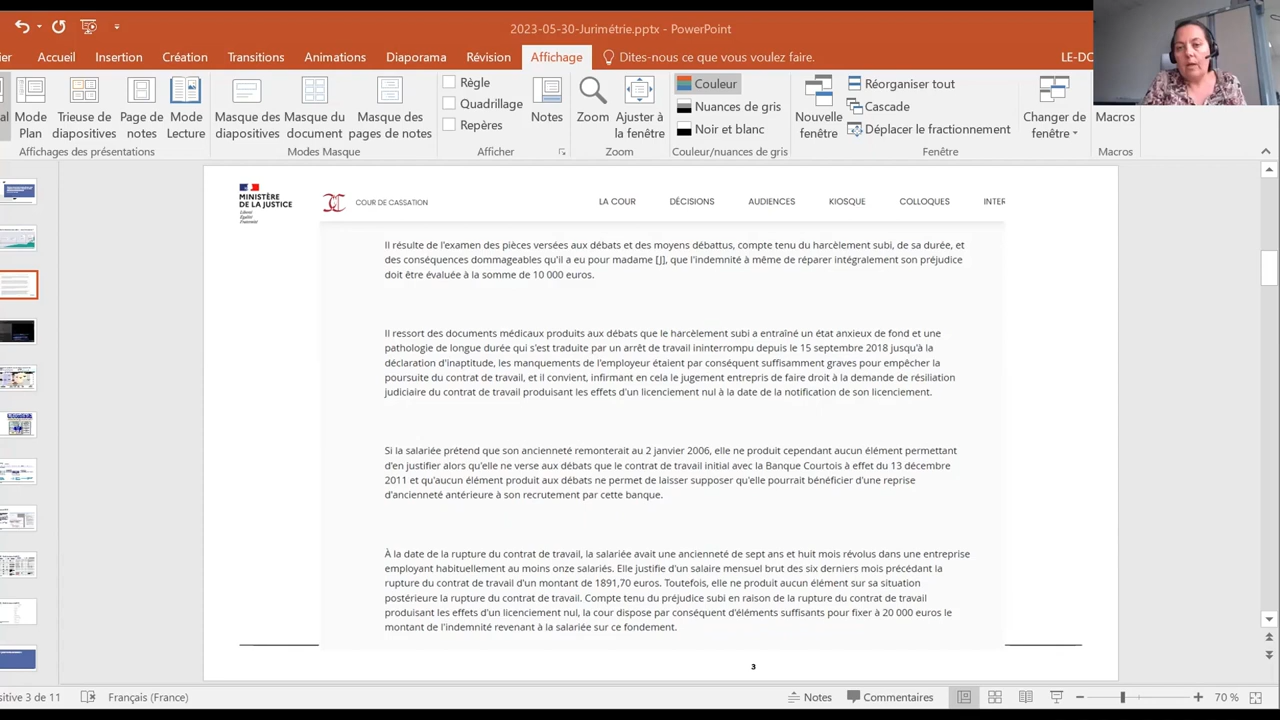 2023-05-30-Jurimétrie.pptx - PowerPoint
Accueil Insertion Création Transitions Animations Diaporama Révision Affichage Dites-nous ce que vous voulez faire.
Mode Plan
Trieuse de diapositives
Page de notes
Mode Lecture
Affichages des présentations
Masque des diapositives
Masque du document
Masque des pages de notes
Modes Masque
Règle
Quadrillage
Repères
Afficher
Notes
Zoom
Ajuster à la fenêtre
Zoom
Couleur
Nuances de gris
Noir et blanc
Couleur/nuances de gris
Nouvelle fenêtre
Réorganiser tout
Cascade
Déplacer le fractionnement
Fenêtre
Changer de fenêtre
Macros
Macros
MINISTÈRE
DE LA JUSTICE
Liberté
Égalité
Fraternité
COUR DE CASSATION LA COUR DÉCISIONS AUDIENCES KIOSQUE COLLOQUES
Il résulte de l'examen des pièces versées aux débats et des moyens débattus, compte tenu du harcèlement subi, de sa durée, et
des conséquences dommageables qu'il a eu pour madame [J], que l'indemnité à même de réparer intégralement son préjudice
doit être évaluée à la somme de 10 000 euros.
Il ressort des documents médicaux produits aux débats que le harcèlement subi a entraîné un état anxieux de fond et une
pathologie de longue durée qui s'est traduite par un arrêt de travail ininterrompu depuis le 15 septembre 2018 jusqu'à la
déclaration d'inaptitude, les manquements de l'employeur étaient par conséquent suffisamment graves pour empêcher la
poursuite du contrat de travail, et il convient, infirmant en cela le jugement entrepris de faire droit à la demande de résiliation
judiciaire du contrat de travail produisant les effets d'un licenciement nul à la date de la notification de son licenciement.
Si la salariée prétend que son ancienneté remonterait au 2 janvier 2006, elle ne produit cependant aucun élément permettant
d'en justifier alors qu'elle ne verse aux débats que le contrat de travail initial avec la Banque Courtois à effet du 13 décembre
2011 et qu'aucun élément produit aux débats ne permet de laisser supposer qu'elle pourrait bénéficier d'une reprise
d'ancienneté antérieure à son recrutement par cette banque.
À la date de la rupture du contrat de travail, la salariée avait une ancienneté de sept ans et huit mois révolus dans une entreprise
employant habituellement au moins onze salariés. Elle justifie d'un salaire mensuel brut des six derniers mois précédant la
rupture du contrat de travail d'un montant de 1891,70 euros. Toutefois, elle ne produit aucun élément sur sa situation
postérieure la rupture du contrat de travail. Compte tenu du préjudice subi en raison de la rupture du contrat de travail
produisant les effets d'un licenciement nul, la cour dispose par conséquent d'éléments suffisants pour fixer à 20 000 euros le
montant de l'indemnité revenant à la salariée sur ce fondement.
3
3 de 11 Français (France) Notes Commentaires 70 %